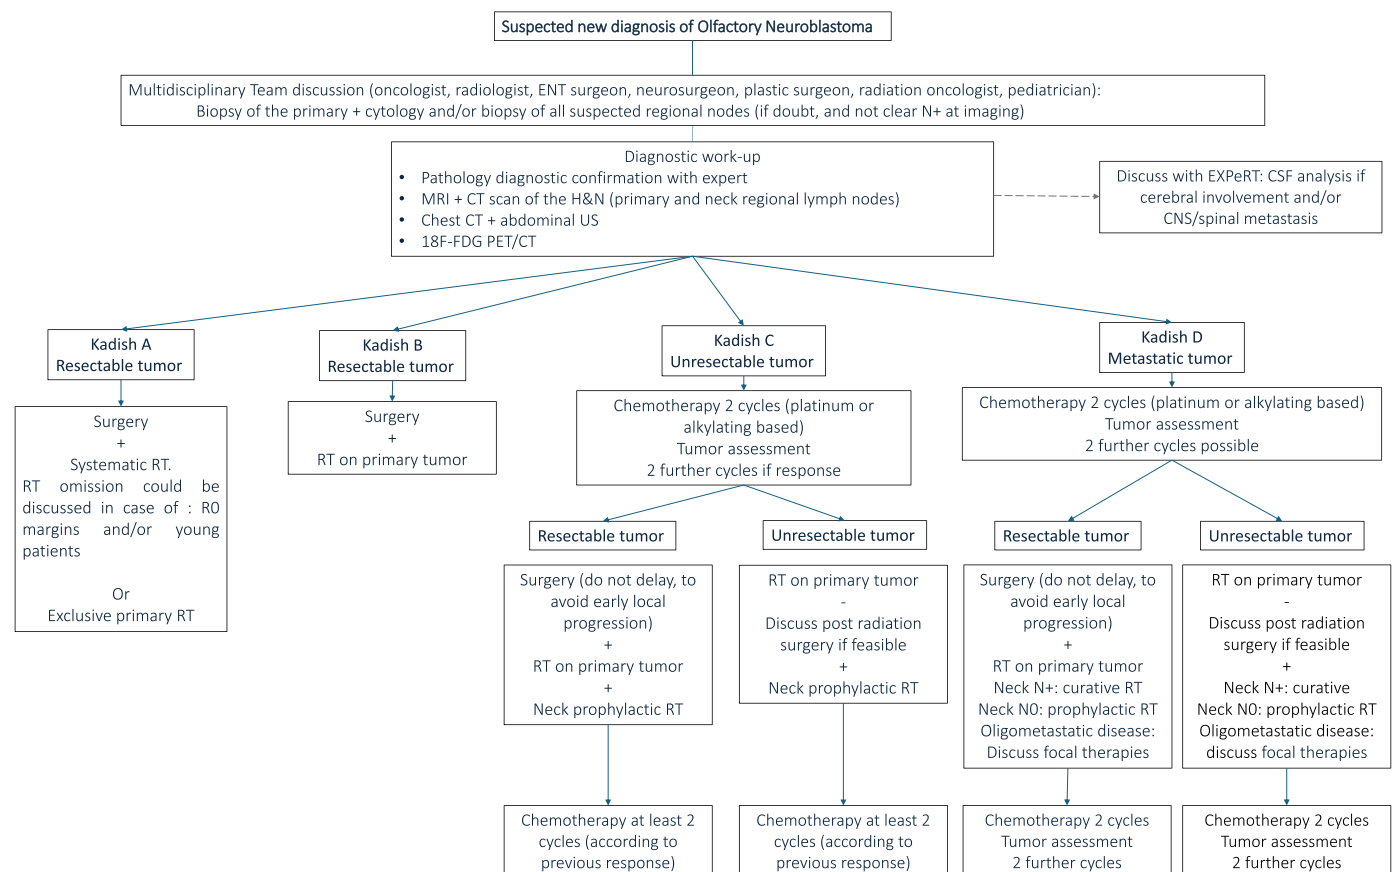 Suspected new diagnosis of Olfactory Neuroblastoma
Multidisciplinary Team discussion (oncologist, radiologist, ENT surgeon, neurosurgeon, plastic surgeon, radiation oncologist, pediatrician):
Biopsy of the primary + cytology and/or biopsy of all suspected regional nodes (if doubt, and not clear N+ at imaging)
Diagnostic work-up
• Pathology diagnostic confirmation with expert
• MRI + CT scan of the H&N (primary and neck regional lymph nodes)
• Chest CT + abdominal US
• 18F-FDG PET/CT
Discuss with EXPeRT: CSF analysis if
cerebral involvement and/or
CNS/spinal metastasis
Kadish A
Resectable tumor
Surgery
+
Systematic RT.
RT omission could be
discussed in case of : R0
margins and/or young
patients
Or
Exclusive primary RT
Kadish B
Resectable tumor
Surgery
+
RT on primary tumor
Kadish C
Unresectable tumor
Chemotherapy 2 cycles (platinum or
alkylating based)
Tumor assessment
2 further cycles if response
Resectable tumor
Surgery (do not delay, to
avoid early local
progression)
+
RT on primary tumor
+
Neck prophylactic RT
Chemotherapy at least 2
cycles (according to
previous response)
Unresectable tumor
RT on primary tumor
-
Discuss post radiation
surgery if feasible
+
Neck prophylactic RT
Chemotherapy at least 2
cycles (according to
previous response)
Kadish D
Metastatic tumor
Chemotherapy 2 cycles (platinum or alkylating based)
Tumor assessment
2 further cycles possible
Resectable tumor
Surgery (do not delay, to
avoid early local
progression)
+
RT on primary tumor
Neck N+: curative RT
Neck N0: prophylactic RT
Oligometastatic disease:
Discuss focal therapies
Chemotherapy 2 cycles
Tumor assessment
2 further cycles
Unresectable tumor
RT on primary tumor
-
Discuss post radiation
surgery if feasible
+
Neck N+: curative
Neck N0: prophylactic RT
Oligometastatic disease:
discuss focal therapies
Chemotherapy 2 cycles
Tumor assessment
2 further cycles